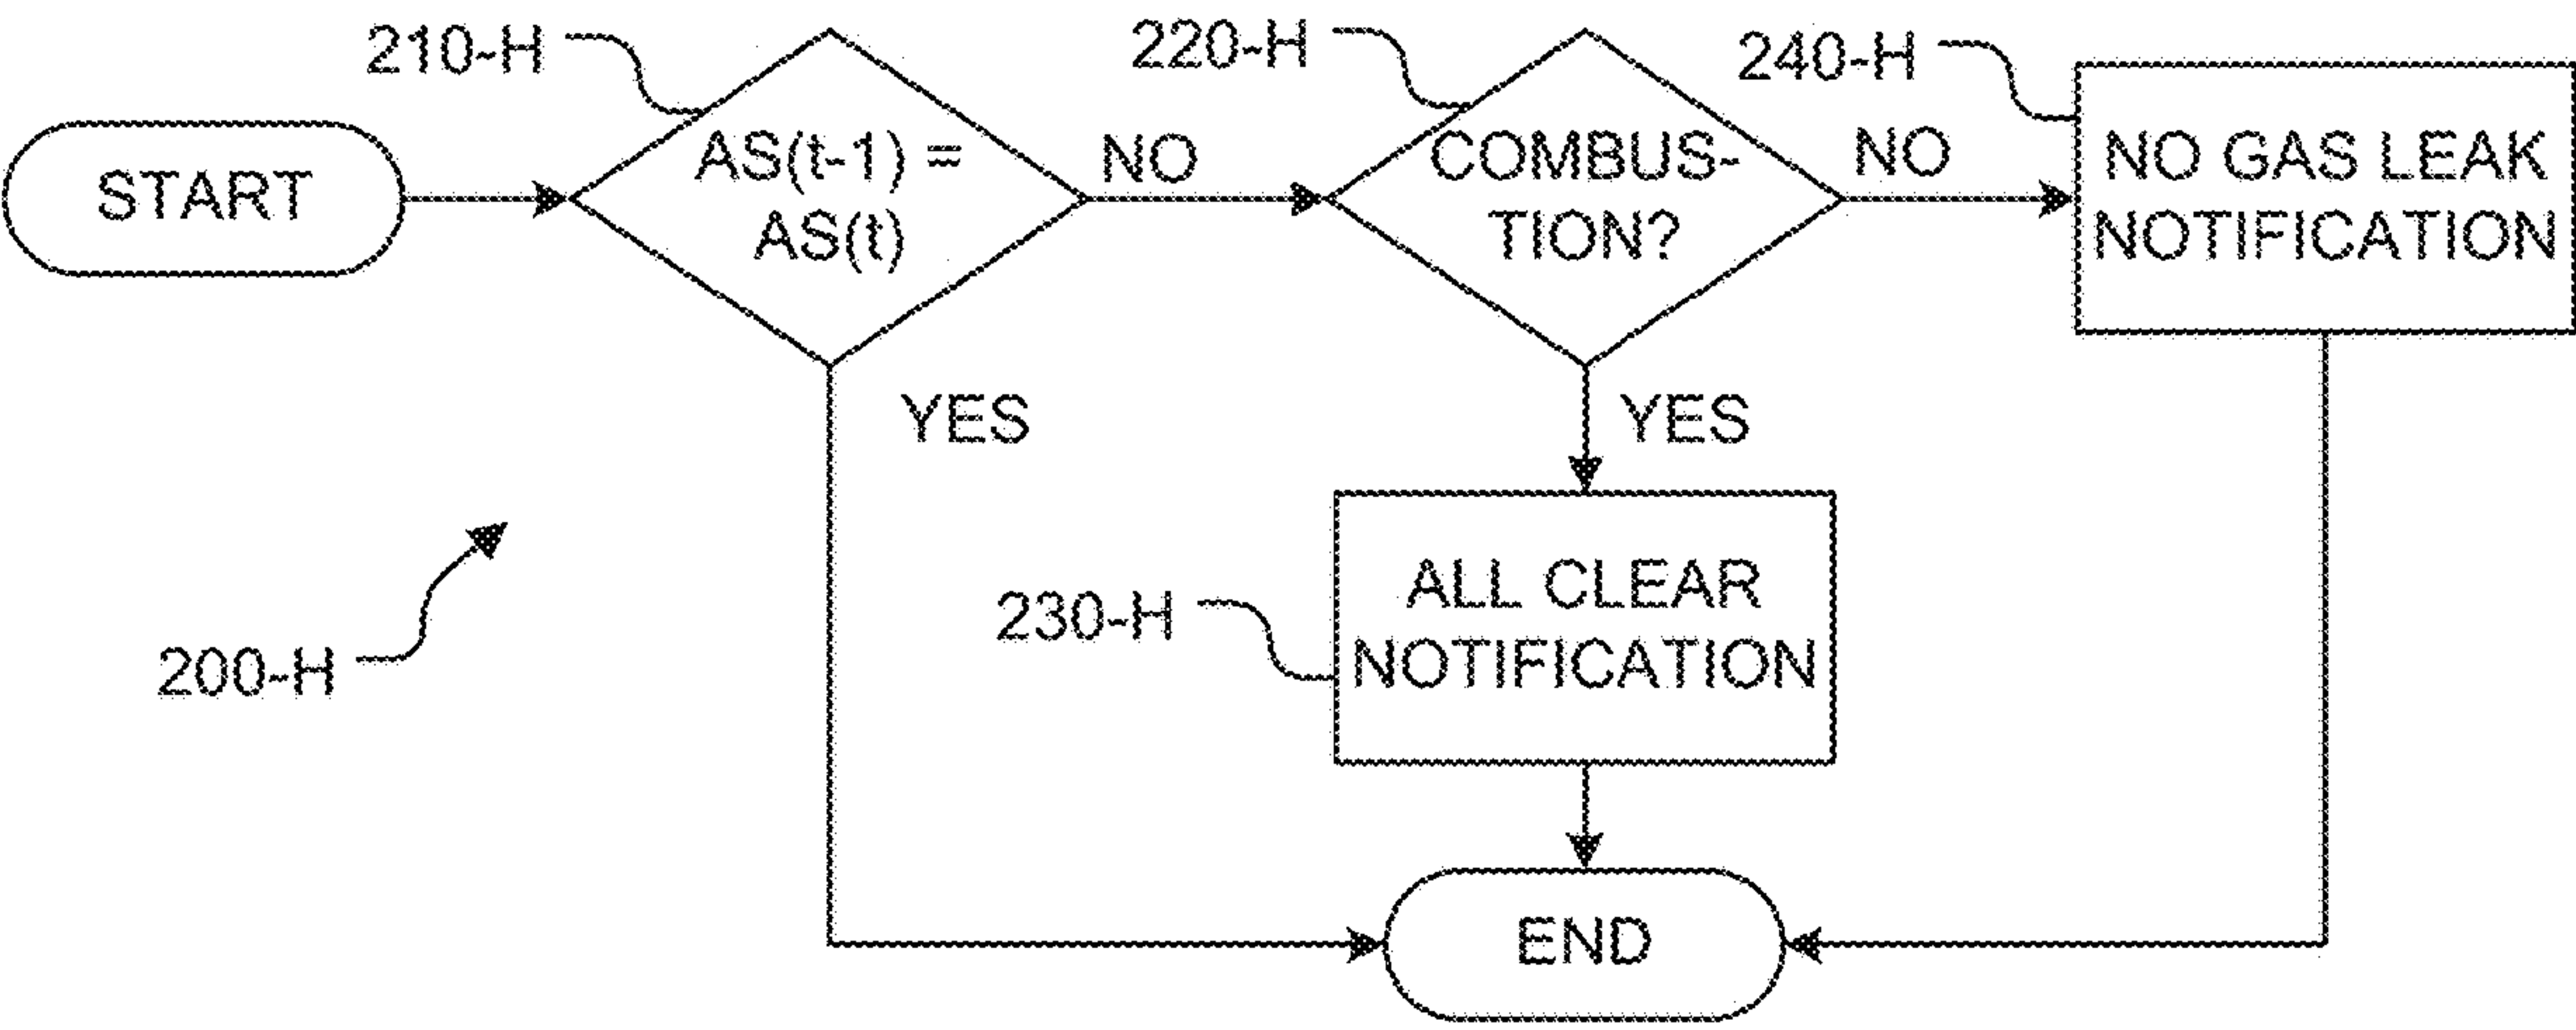 210-H
220-H
240-H
START
AS(t-1) =
AS(t)
NO
COMBUS-
TION?
NO
NO GAS LEAK
NOTIFICATION
YES
YES
200-H
230-H
ALL CLEAR
NOTIFICATION
END